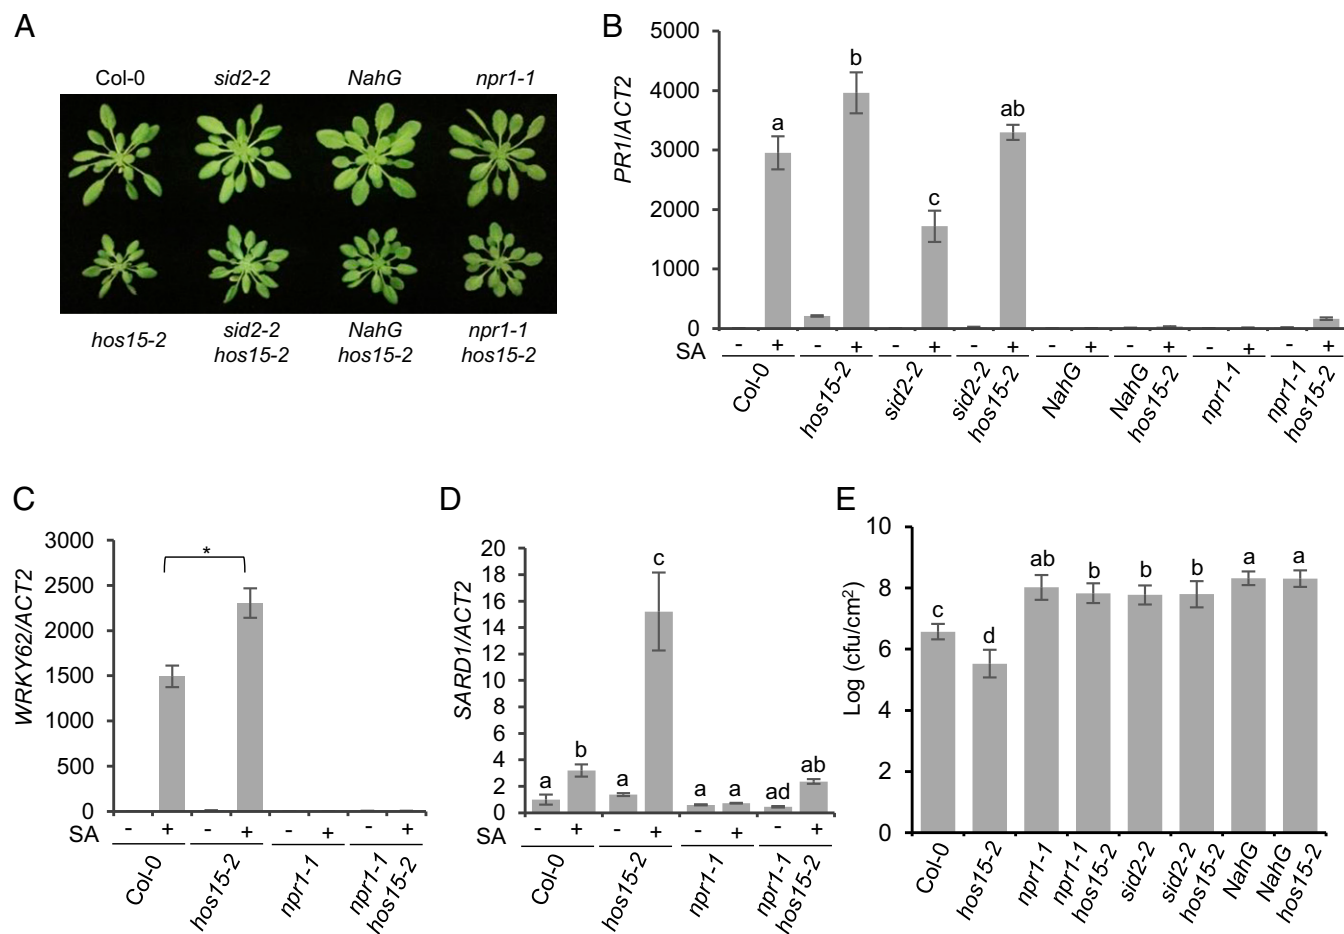 A
Col-0 sid2-2 NahG npr1-1
hos15-2 sid2-2 NahG npr1-1
hos15-2 hos15-2 hos15-2
B
PR1/ACT2
5000
4000
3000
2000
1000
0
a
b
c
ab
SA - + - + - + - + - + - + - + - +
Col-0
hos15-2
sid2-2
sid2-2
hos15-2
NahG
NahG
hos15-2
npr1-1
npr1-1
hos15-2
C
WRKY62/ACT2
3000
2500
2000
1500
1000
500
0
*
SA - + - + - + - +
Col-0
hos15-2
npr1-1
npr1-1
hos15-2
D
SARD1/ACT2
20
18
16
14
12
10
8
6
4
2
0
a b a c a a ad ab
SA - + - + - + - +
Col-0
hos15-2
npr1-1
npr1-1
hos15-2
E
Log (cfu/cm²)
10
8
6
4
2
0
c d ab b b b a a
Col-0
hos15-2
npr1-1
npr1-1
hos15-2
sid2-2
sid2-2
hos15-2
NahG
NahG
hos15-2